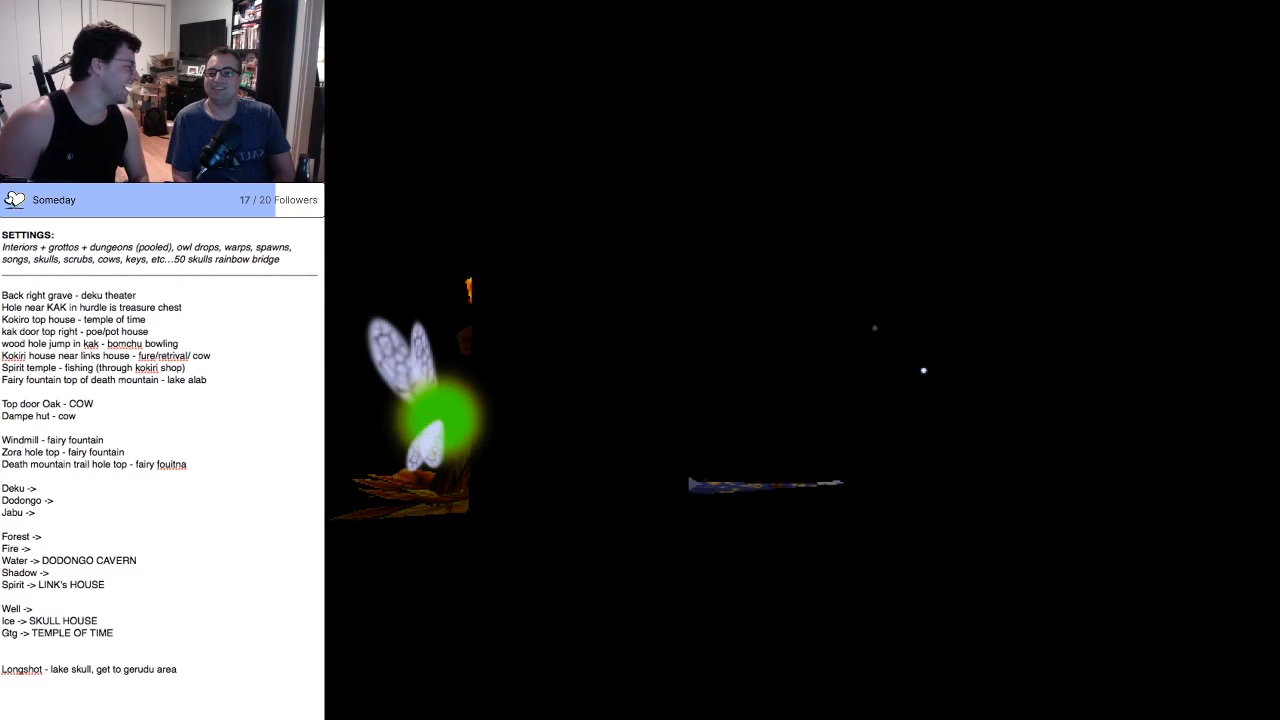 Someday
17 / 20 Followers
SETTINGS:
Interiors + grottos + dungeons (pooled), owl drops, warps, spawns,
songs, skulls, scrubs, cows, keys, etc...50 skulls rainbow bridge
Back right grave - deku theater
Hole near KAK in hurdle is treasure chest
Kokiro top house - temple of time
kak door top right - poe/pot house
wood hole jump in kak - bomchu bowling
Kokiri house near links house - fure/retrival/ cow
Spirit temple - fishing (through kokiri shop)
Fairy fountain top of death mountain - lake alab
Top door Oak - COW
Dampe hut - cow
Windmill - fairy fountain
Zora hole top - fairy fountain
Death mountain trail hole top - fairy fouitna
Deku ->
Dodongo ->
Jabu ->
Forest ->
Fire ->
Water -> DODONGO CAVERN
Shadow ->
Spirit -> LINK's HOUSE
Well ->
Ice -> SKULL HOUSE
Gtg -> TEMPLE OF TIME
Longshot - lake skull, get to gerudu area